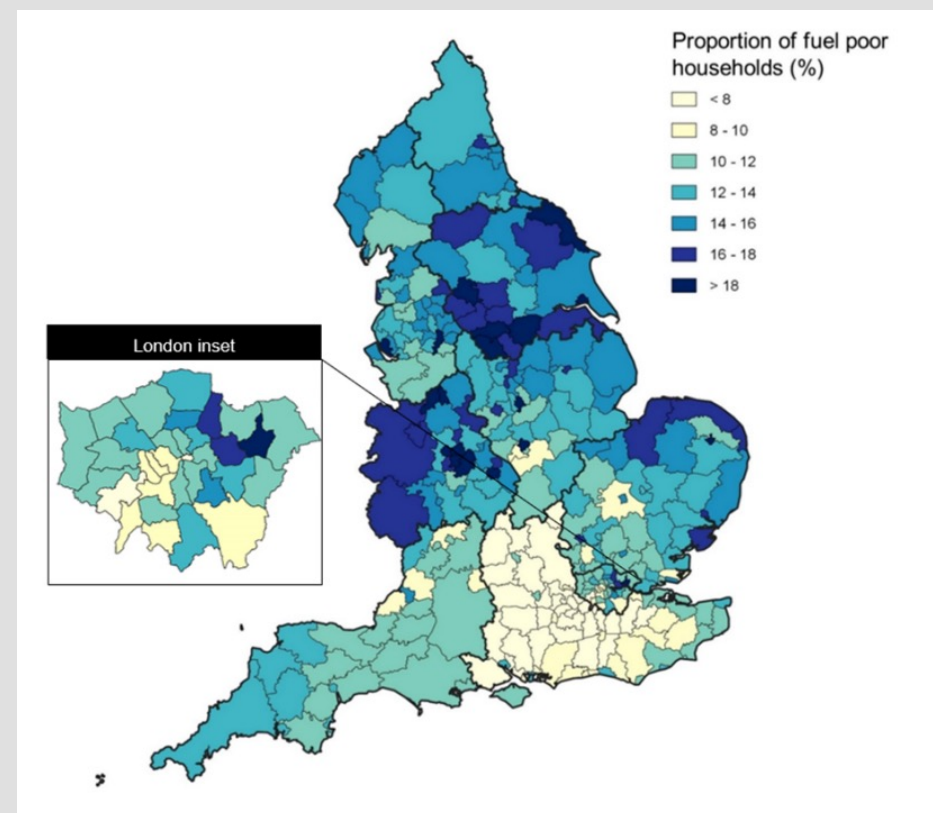 Proportion of fuel poor
households (%)
< 8
8 - 10
10 - 12
12 - 14
14 - 16
16 - 18
> 18
London inset